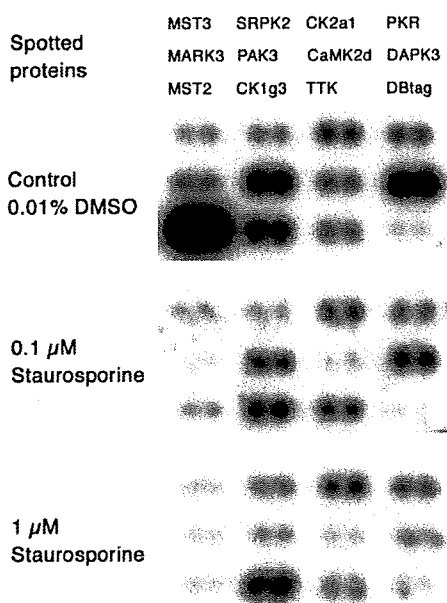 Spotted
proteins
MST3 SRPK2 CK2a1 PKR
MARK3 PAK3 CaMK2d DAPK3
MST2 CK1g3 TTK DBtag
Control
0.01% DMSO
0.1 μM
Staurosporine
1 μM
Staurosporine